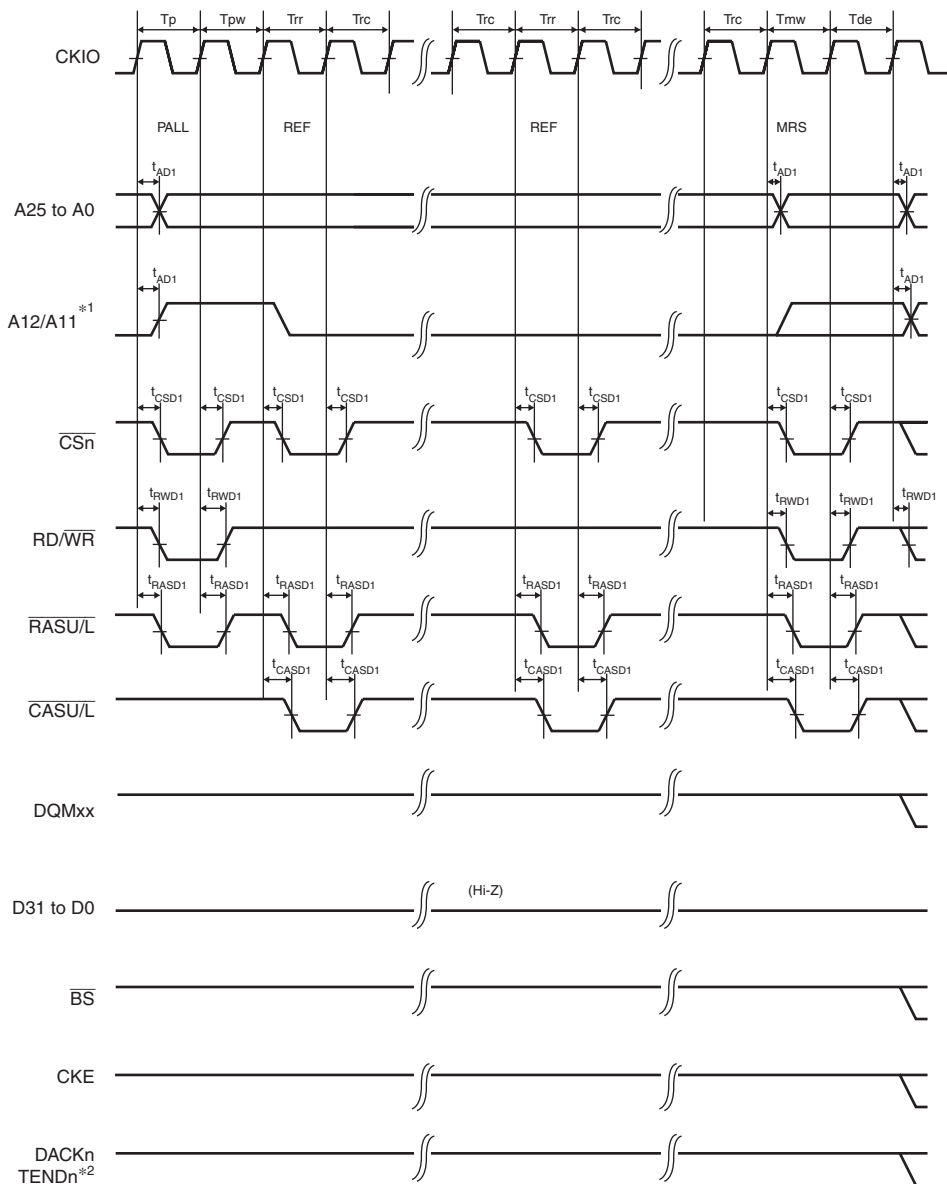 Tp Tpw Trr Trc Trc Trr Trc Trc Tmw Tde
CKIO
PALL REF REF MRS
tAD1 tAD1 tAD1
A25 to A0
tAD1 tAD1
A12/A11*1
tCSD1 tCSD1 tCSD1 tCSD1 tCSD1 tCSD1 tCSD1 tCSD1
CSn
tRWD1 tRWD1 tRWD1 tRWD1 tRWD1
RD/WR
tRASD1 tRASD1 tRASD1 tRASD1 tRASD1 tRASD1 tRASD1 tRASD1
RASU/L
tCASD1 tCASD1 tCASD1 tCASD1 tCASD1 tCASD1
CASU/L
DQMxx
(Hi-Z)
D31 to D0
BS
CKE
DACKn
TENDn*2